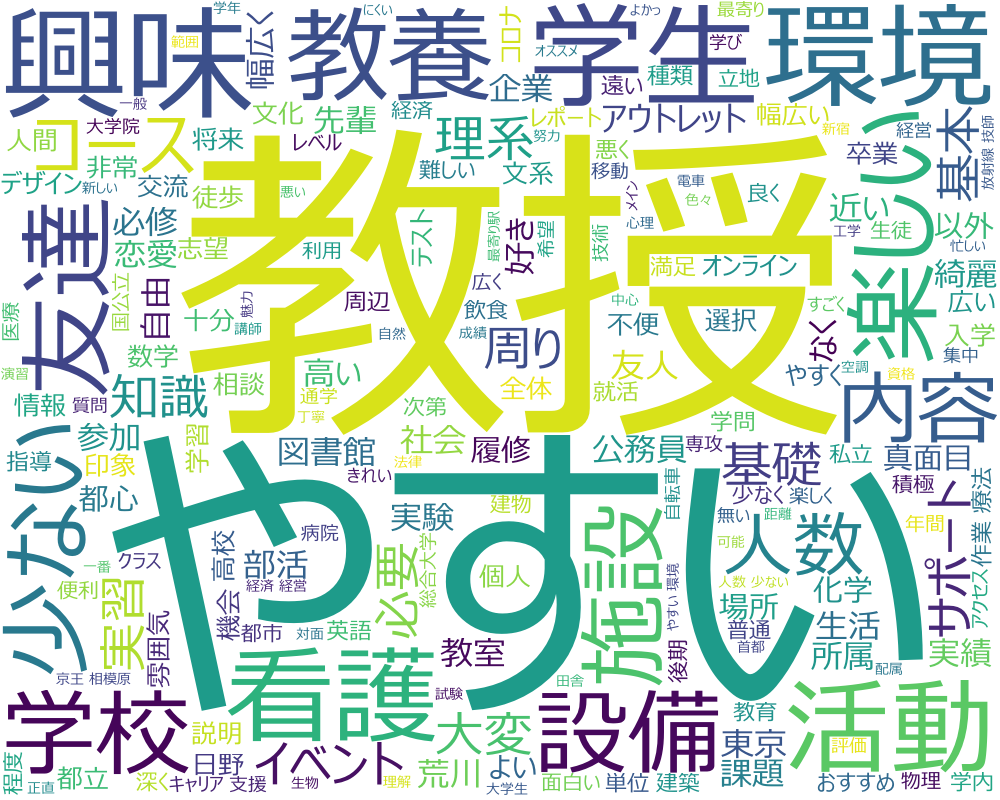 学年
にくい
よかっ
最寄り
興味
範囲
幅広く
教養
コロナ
オススメ
学生
学び
環境
一般
大学院
文化
経済
企業
遠い
種類
立地
人間
将来
先輩
レベル
理系
レポート
努力
アウトレット
幅広い
新宿
経営
基本
放射線 技師
コース
非常
デザイン
新しい
交流
悪い
徒歩
難しい
文系
悪く
移動
メイン
電車
色々
良く
卒業
近い
工学
生徒
以外
忙しい
友達
必修
恋愛
志望
教授
利用
テスト
最寄り駅
好き
希望
技術
心理
満足
オンライン
楽しい
綺麗
医療
国公立
自由
十分
魅力
講師
周辺
広く
飲食
中心
不便
選択
すごく
なく
広い
入学
演習
数学
自然
成績
周り
友人
やすく
空調
集中
資格
情報
質問
知識
相談
高い
通学
丁寧
次第
全体
就活
学問
内容
少ない
指導
参加
印象
学習
図書館
社会
法律
履修
専攻
公務員
基礎
私立
真面目
都心
きれい
やすい
建物
自転車
少なく
楽しく
積極
療法
一番
クラス
高校
部活
病院
実験
必要
総合大学
個人
施設
無い
距離
可能
人数
年間
サポート
作業
アクセス
便利
実習
雰囲気
機会
経済 経営
都市
対面
英語
教室
後期
やすい 環境
人数 少ない
場所
普通
首都
化学
生活
所属
配属
実績
京王
相模原
看護
試験
田舎
学校
説明
大変
設備
教育
活動
程度
正直
都立
深く
日野
キャリア 支援
イベント
生物
理解
荒川
よい
大学生
面白い
単位
建築
東京
課題
評価
おすすめ
物理
学内